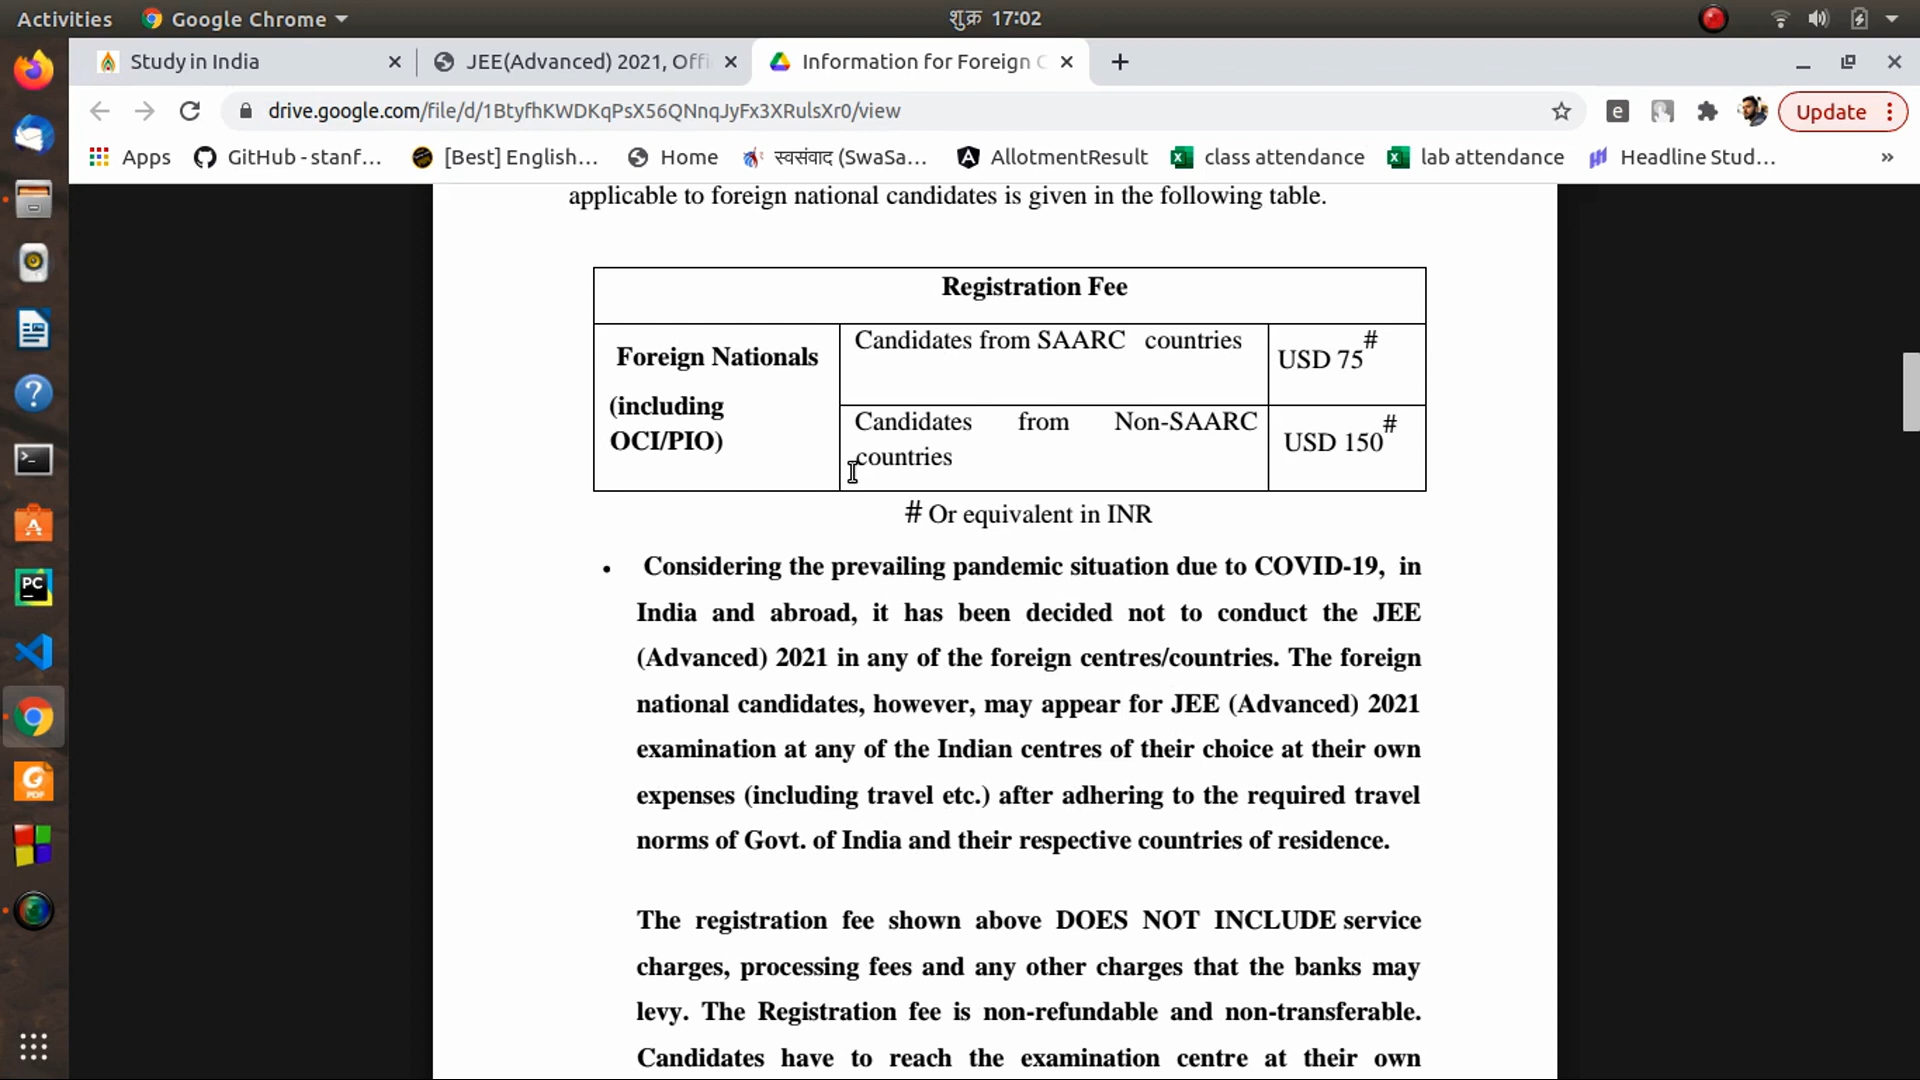 Activities
Google Chrome
शुक्र 17:02
Study in India
JEE(Advanced) 2021, Offi
Information for Foreign C
drive.google.com/file/d/1BtyfhKWDKqPsX56QNnqJyFx3XRulsXr0/view
Update
Apps
GitHub - stanf...
[Best] English...
Home
स्वसंवाद (SwaSa...
AllotmentResult
class attendance
lab attendance
Headline Stud...
»
applicable to foreign national candidates is given in the following table.
Registration Fee
Foreign Nationals
(including
OCI/PIO)
Candidates from SAARC countries
USD 75#
Candidates from Non-SAARC
countries
USD 150#
# Or equivalent in INR
• Considering the prevailing pandemic situation due to COVID-19, in
India and abroad, it has been decided not to conduct the JEE
(Advanced) 2021 in any of the foreign centres/countries. The foreign
national candidates, however, may appear for JEE (Advanced) 2021
examination at any of the Indian centres of their choice at their own
expenses (including travel etc.) after adhering to the required travel
norms of Govt. of India and their respective countries of residence.
The registration fee shown above DOES NOT INCLUDE service
charges, processing fees and any other charges that the banks may
levy. The Registration fee is non-refundable and non-transferable.
Candidates have to reach the examination centre at their own